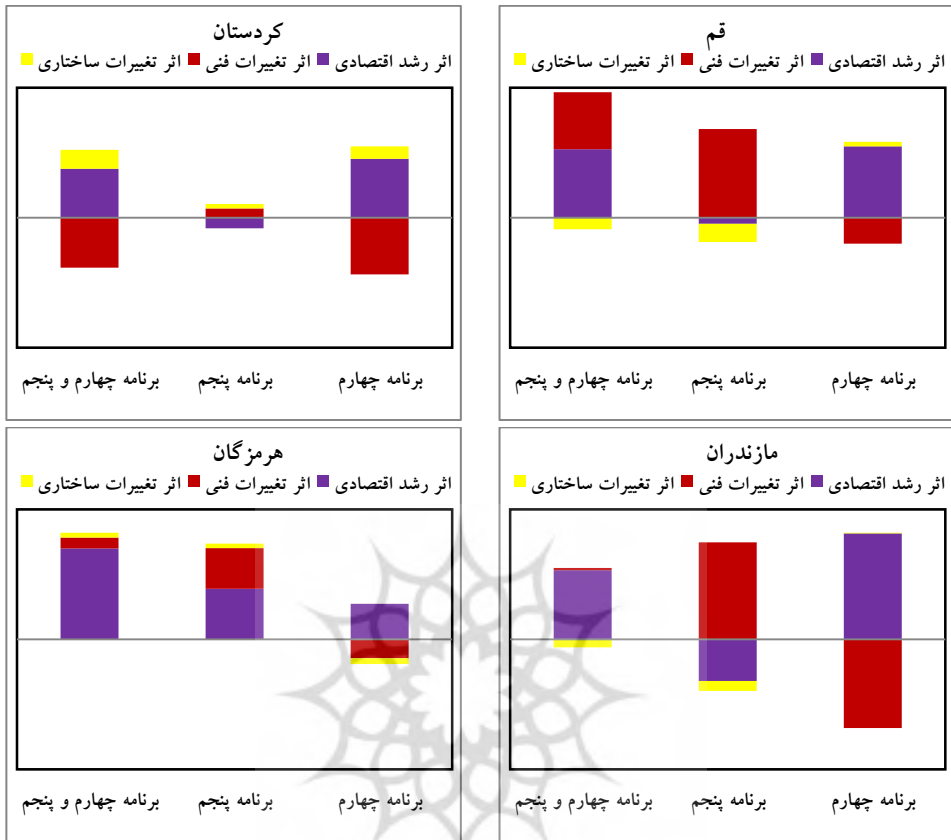 قم
اثر رشد اقتصادی اثر تغییرات فنی اثر تغییرات ساختاری
برنامه چهارم برنامه پنجم برنامه چهارم و پنجم
کردستان
اثر رشد اقتصادی اثر تغییرات فنی اثر تغییرات ساختاری
برنامه چهارم برنامه پنجم برنامه چهارم و پنجم
مازندران
اثر رشد اقتصادی اثر تغییرات فنی اثر تغییرات ساختاری
برنامه چهارم برنامه پنجم برنامه چهارم و پنجم
هرمزگان
اثر رشد اقتصادی اثر تغییرات فنی اثر تغییرات ساختاری
برنامه چهارم برنامه پنجم برنامه چهارم و پنجم